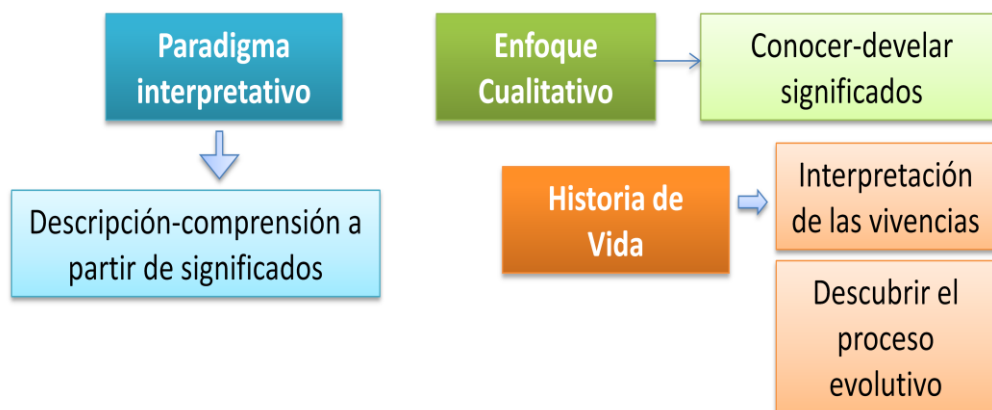 Paradigma
interpretativo
Descripción-comprensión a
partir de significados
Enfoque
Cualitativo
Conocer-develar
significados
Historia de
Vida
Interpretación
de las vivencias
Descubrir el
proceso
evolutivo